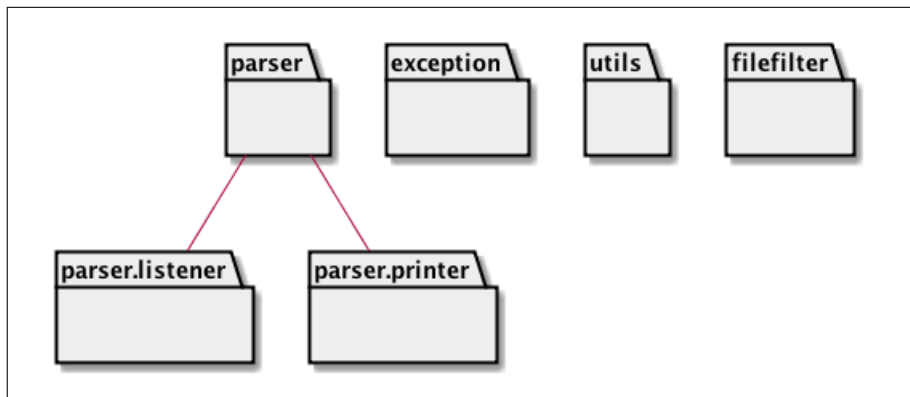 parser
exception
utils
filefilter
parser.listener
parser.printer